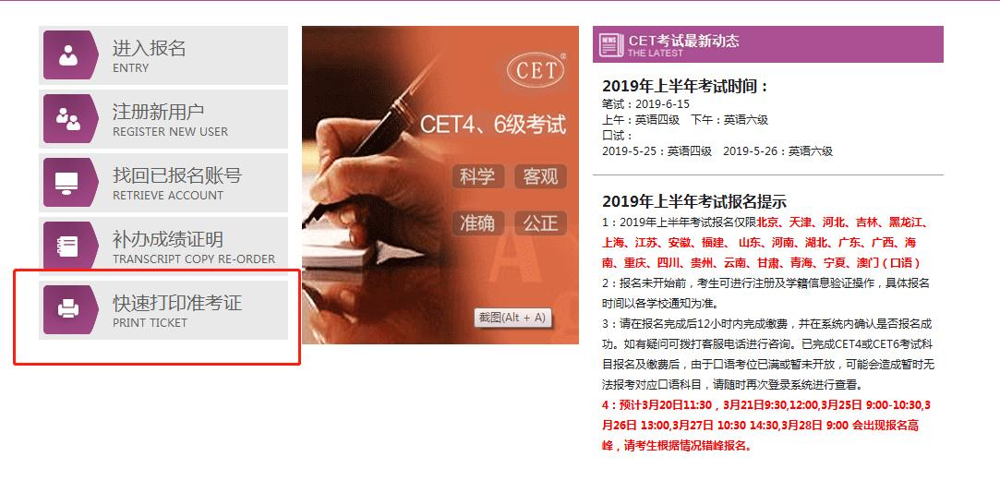 进入报名
ENTRY
注册新用户
REGISTER NEW USER
找回已报名账号
RETRIEVE ACCOUNT
补办成绩证明
TRANSCRIPT COPY RE-ORDER
快速打印准考证
PRINT TICKET
CET®
CET4、6级考试
科学 客观
准确 公正
截图(Alt + A)
NEWS
CET考试最新动态
THE LATEST
2019年上半年考试时间：
笔试：2019-6-15
上午：英语四级 下午：英语六级
口试：
2019-5-25：英语四级 2019-5-26：英语六级
2019年上半年考试报名提示
1：2019年上半年考试报名仅限北京、天津、河北、吉林、黑龙江、
上海、江苏、安徽、福建、 山东、河南、湖北、广东、广西、海
南、重庆、四川、贵州、云南、甘肃、青海、宁夏、澳门（口语）
2：报名未开始前，考生可进行注册及学籍信息验证操作，具体报名
时间以各学校通知为准。
3：请在报名完成后12小时内完成缴费，并在系统内确认是否报名成
功。如有疑问可拨打客服电话进行咨询。已完成CET4或CET6考试科
目报名及缴费后，由于口语考位已满或暂未开放，可能会造成暂时无
法报考对应口语科目，请随时再次登录系统进行查看。
4：预计3月20日11:30，3月21日9:30,12:00,3月25日 9:00-10:30,3
月26日 13:00,3月27日 10:30 14:30,3月28日 9:00 会出现报名高
峰，请考生根据情况错峰报名。